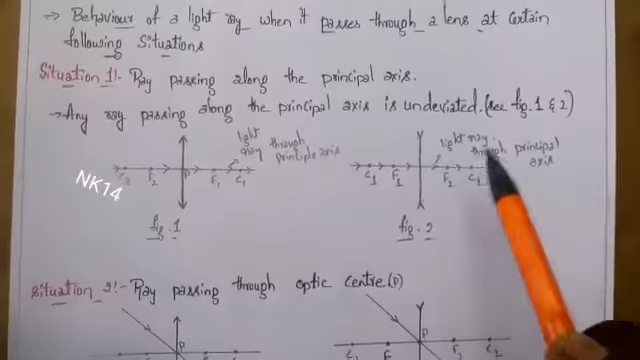 ⇒ Behaviour of a light ray when it passes through a lens at certain
following situations
Situation 1!- Ray passing along the principal axis.
→ Any ray passing along the principal axis is undeviated. (see fig. 1 & 2)
light ray through principle axis
light ray through principal axis
P
F2 F1 C1
C1 F1 F2
NK14
fig. 1
fig. 2
Situation 2!- Ray passing through optic centre (P)
P
P
C1 F F1 C2